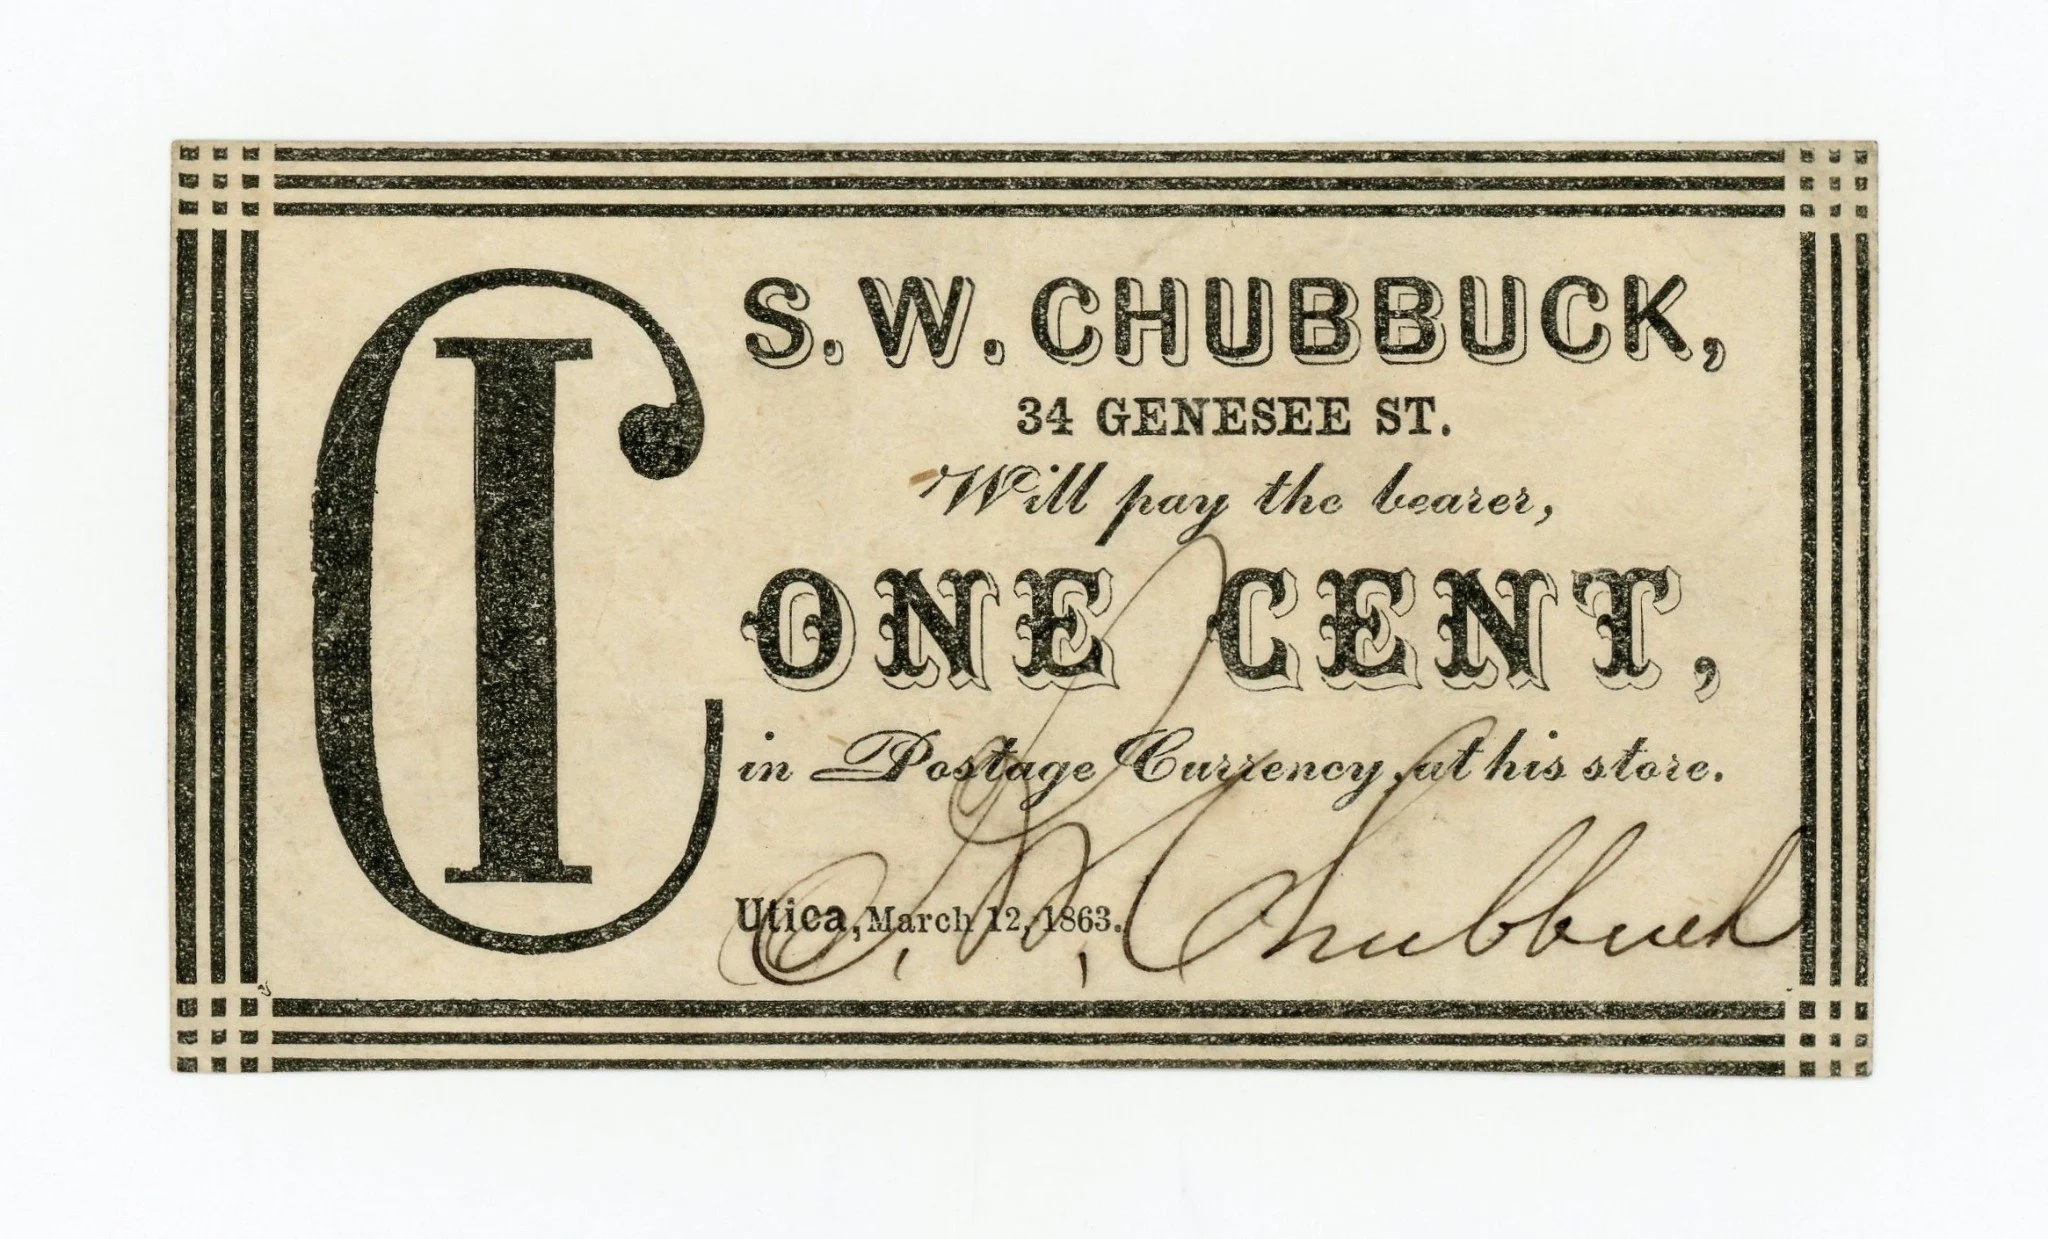 C1
S. W. CHUBBUCK,
34 GENESEE ST.
Will pay the bearer,
ONE CENT,
in Postage Currency, at his store.
Utica, March 12, 1863.
S. W. Chubbuck